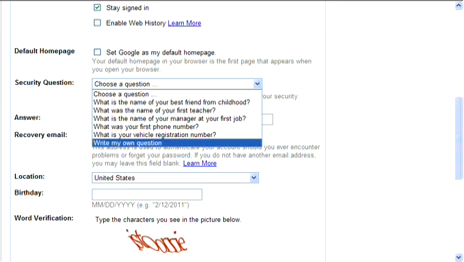 Stay signed in
Enable Web History Learn More
Default Homepage
Set Google as my default homepage.
Your default homepage in your browser is the first page that appears when
you open your browser.
Security Question:
Choose a question ...
Choose a question ...
our security
What is the name of your best friend from childhood?
What was the name of your first teacher?
Answer:
What is the name of your manager at your first job?
What was your first phone number?
Recovery email:
What is your vehicle registration number?
Write my own question
you ever encounter
problems or forget your password. If you do not have another email address,
you may leave this field blank. Learn More
Location:
United States
Birthday:
MM/DD/YYYY (e.g. "2/12/2011")
Word Verification:
Type the characters you see in the picture below.